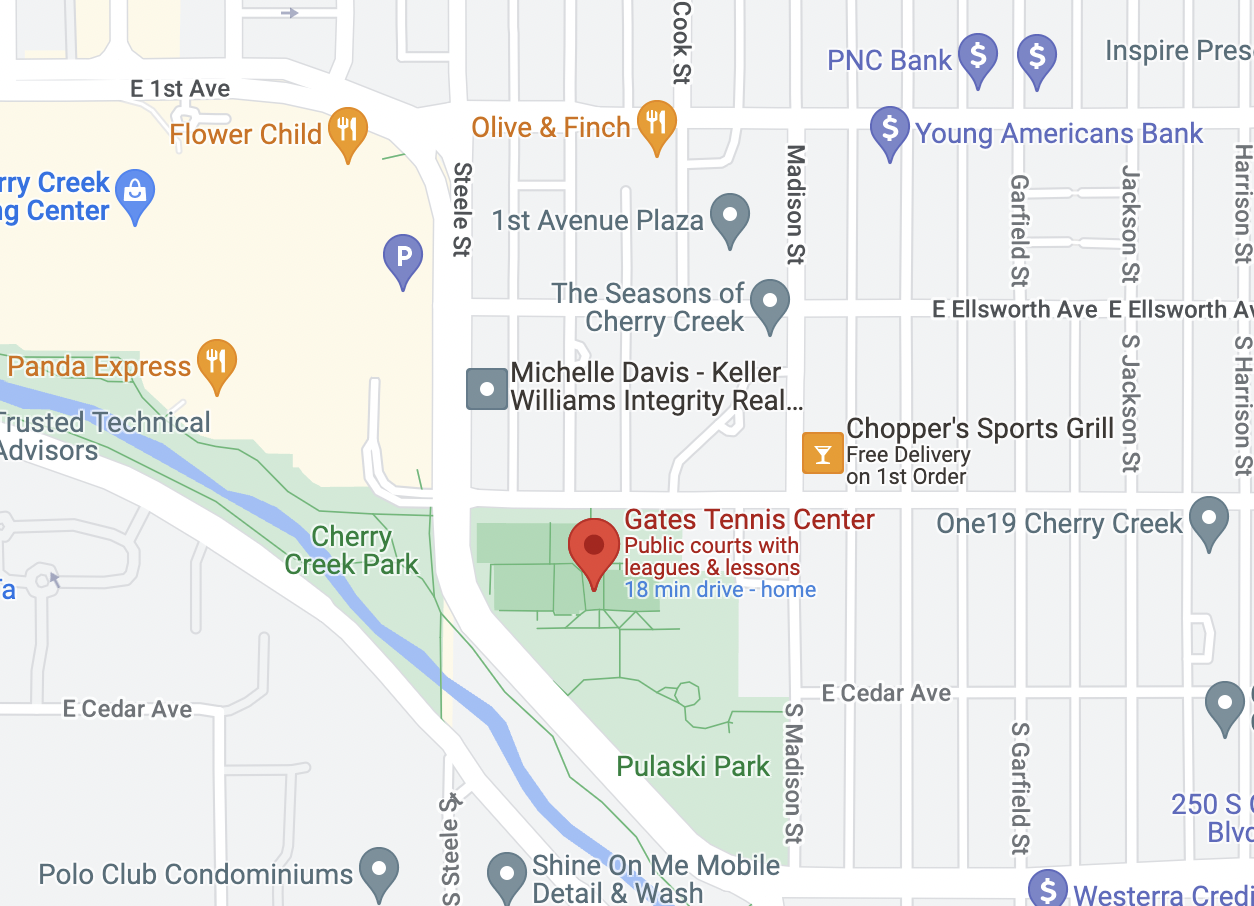 E 1st Ave
Cook St
PNC Bank
Inspire Pres
Flower Child
Olive & Finch
Young Americans Bank
rry Creek
ng Center
Steele St
Madison St
Garfield St
Jackson St
Harrison St
P
1st Avenue Plaza
The Seasons of
Cherry Creek
E Ellsworth Ave
E Ellsworth Av
Panda Express
Michelle Davis - Keller
Williams Integrity Real...
Trusted Technical
Advisors
Chopper's Sports Grill
Free Delivery
on 1st Order
S Jackson St
S Harrison St
Gates Tennis Center
Public courts with
leagues & lessons
18 min drive - home
One19 Cherry Creek
Cherry
Creek Park
E Cedar Ave
E Cedar Ave
S Madison St
S Garfield St
Pulaski Park
250 S
Blvd
S Steele S
Polo Club Condominiums
Shine On Me Mobile
Detail & Wash
Westerra Credi